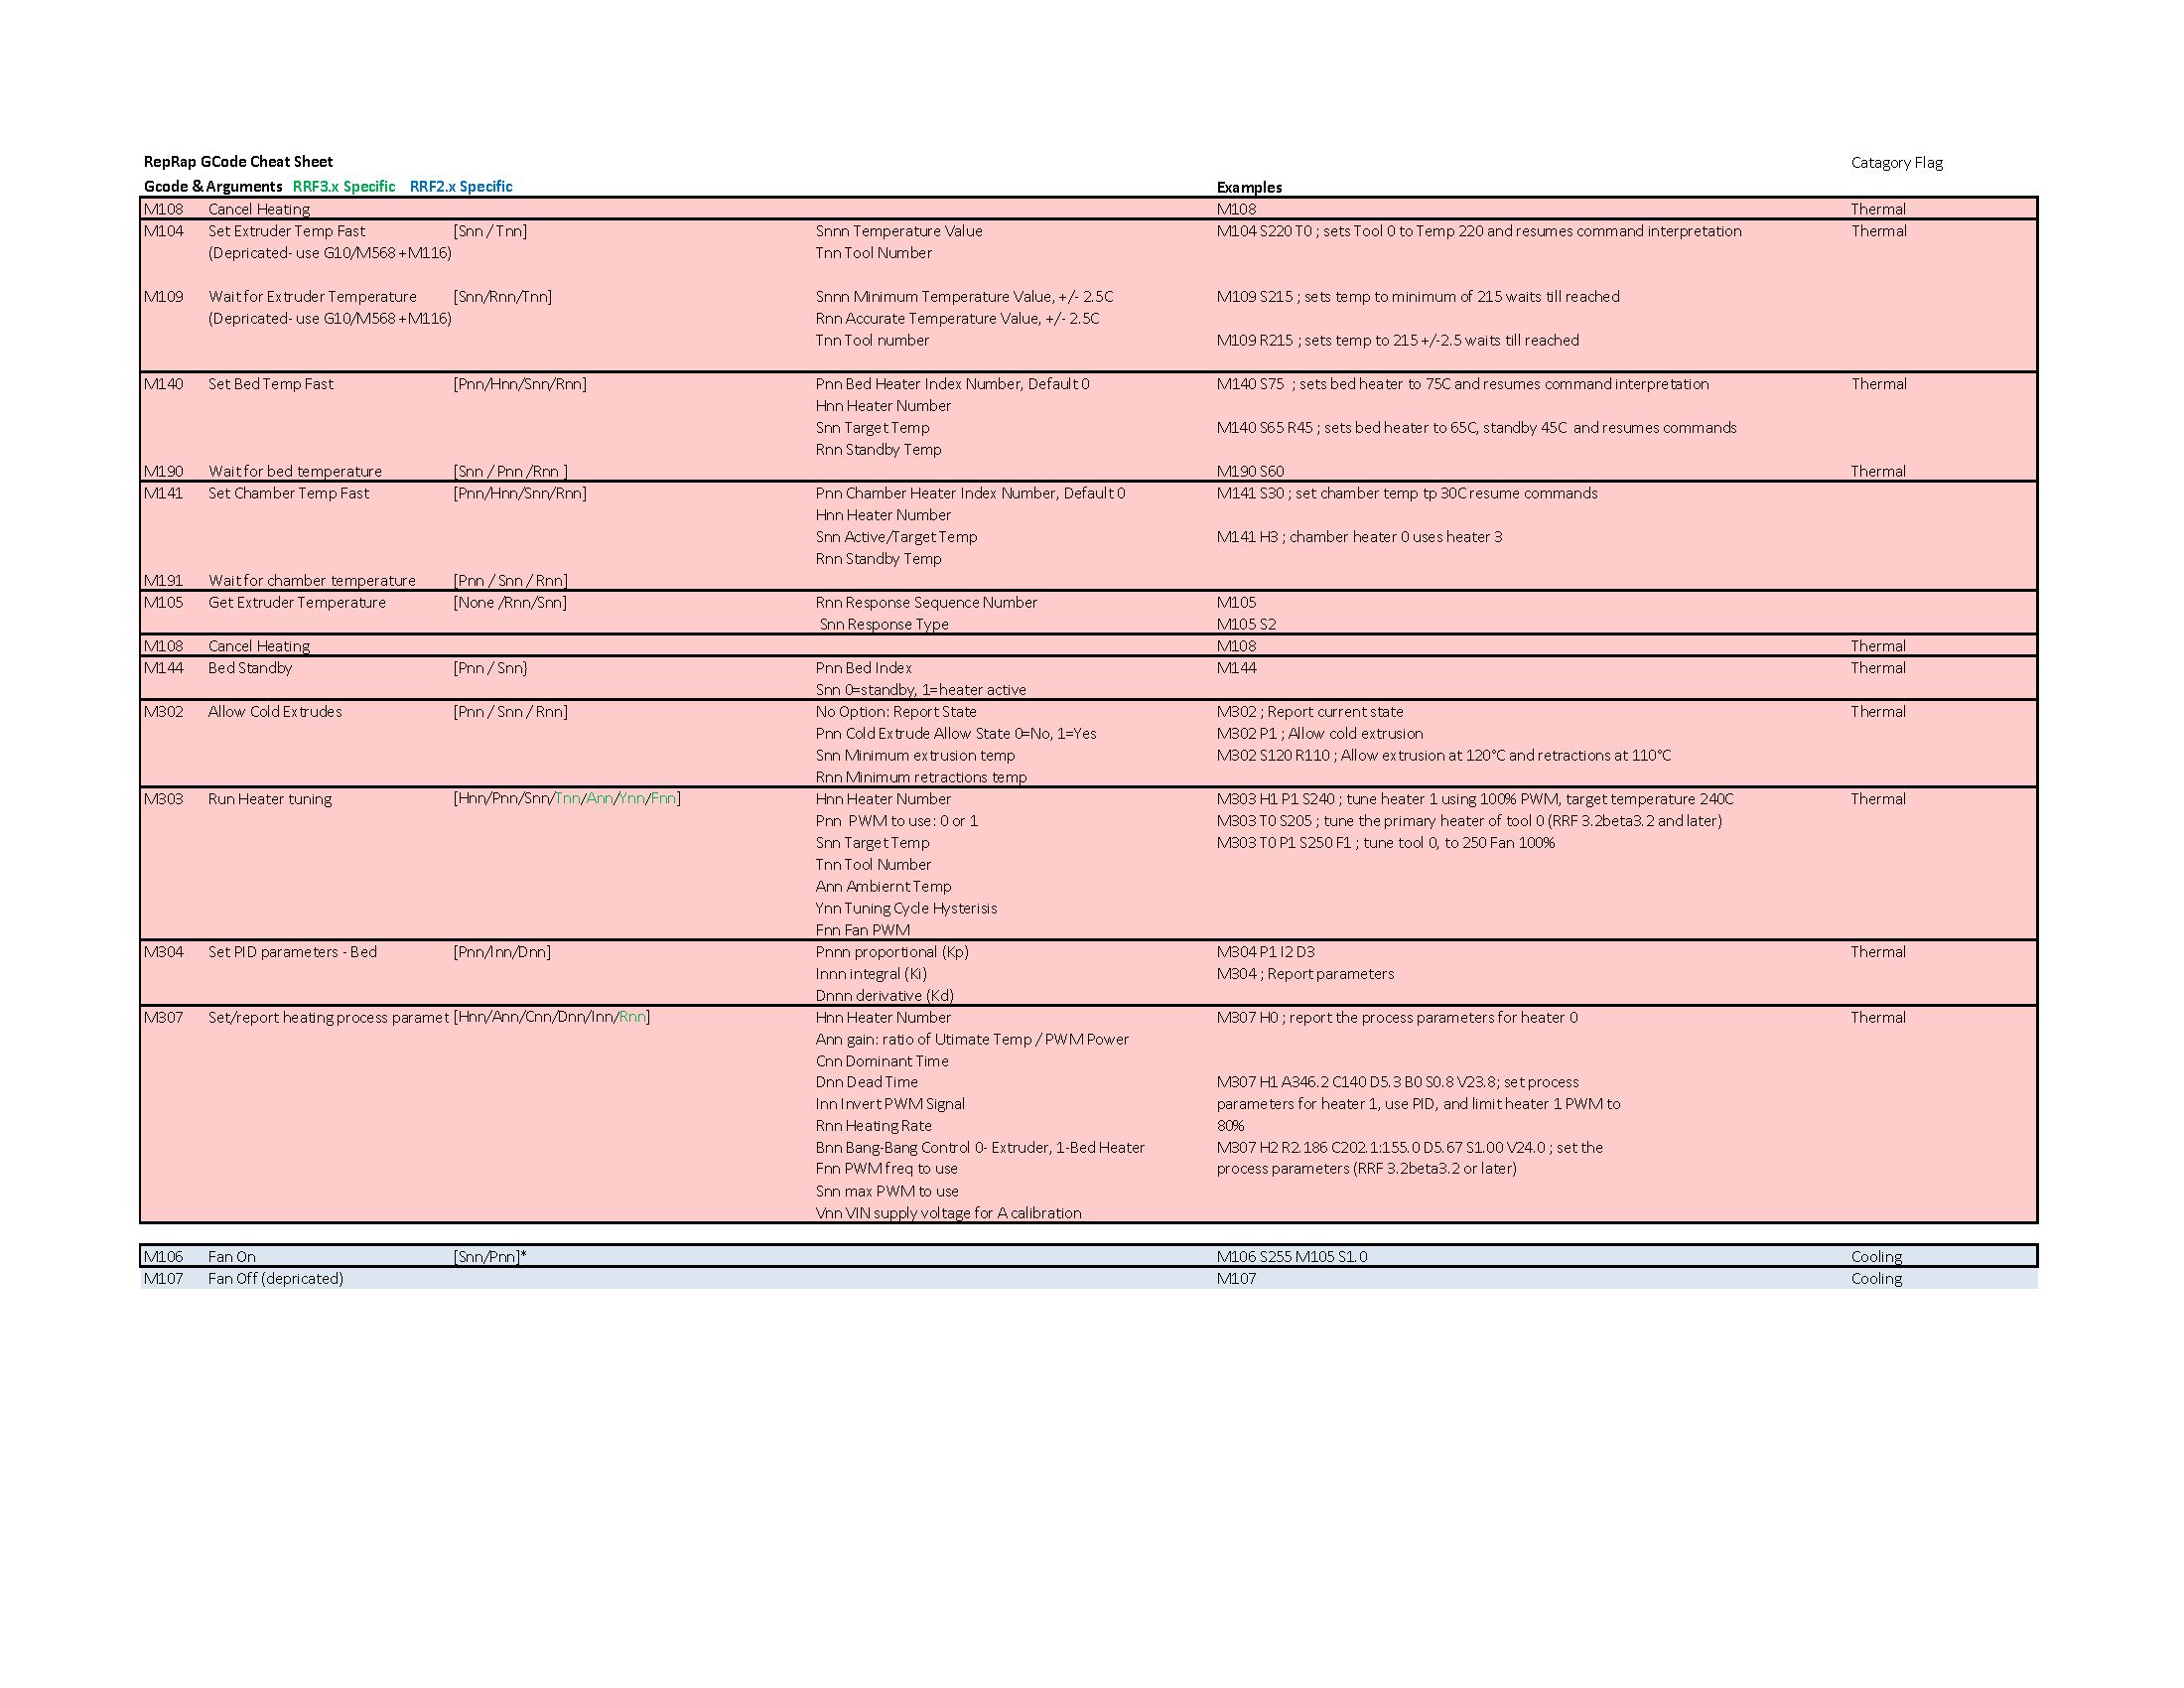 RepRap GCode Cheat Sheet Catagory Flag
Gcode & Arguments RRF3.x Specific RRF2.x Specific Examples
M108 Cancel Heating M108 Thermal
M104 Set Extruder Temp Fast [Snn / Tnn] Snnn Temperature Value M104 S220 T0 ; sets Tool 0 to Temp 220 and resumes command interpretation Thermal
(Depricated- use G10/M568 +M116) Tnn Tool Number
M109 Wait for Extruder Temperature [Snn/Rnn/Tnn] Snnn Minimum Temperature Value, +/- 2.5C M109 S215 ; sets temp to minimum of 215 waits till reached
(Depricated- use G10/M568 +M116) Rnn Accurate Temperature Value, +/- 2.5C
Tnn Tool number M109 R215 ; sets temp to 215 +/-2.5 waits till reached
M140 Set Bed Temp Fast [Pnn/Hnn/Snn/Rnn] Pnn Bed Heater Index Number, Default 0 M140 S75 ; sets bed heater to 75C and resumes command interpretation Thermal
Hnn Heater Number
Snn Target Temp M140 S65 R45 ; sets bed heater to 65C, standby 45C and resumes commands
Rnn Standby Temp
M190 Wait for bed temperature [Snn / Pnn /Rnn ] M190 S60 Thermal
M141 Set Chamber Temp Fast [Pnn/Hnn/Snn/Rnn] Pnn Chamber Heater Index Number, Default 0 M141 S30 ; set chamber temp tp 30C resume commands
Hnn Heater Number
Snn Active/Target Temp M141 H3 ; chamber heater 0 uses heater 3
Rnn Standby Temp
M191 Wait for chamber temperature [Pnn / Snn / Rnn]
M105 Get Extruder Temperature [None /Rnn/Snn] Rnn Response Sequence Number M105
Snn Response Type M105 S2
M108 Cancel Heating M108 Thermal
M144 Bed Standby [Pnn / Snn} Pnn Bed Index M144 Thermal
Snn 0=standby, 1=heater active
M302 Allow Cold Extrudes [Pnn / Snn / Rnn] No Option: Report State M302 ; Report current state Thermal
Pnn Cold Extrude Allow State 0=No, 1=Yes M302 P1 ; Allow cold extrusion
Snn Minimum extrusion temp M302 S120 R110 ; Allow extrusion at 120°C and retractions at 110°C
Rnn Minimum retractions temp
M303 Run Heater tuning [Hnn/Pnn/Snn/Tnn/Ann/Ynn/Fnn] Hnn Heater Number M303 H1 P1 S240 ; tune heater 1 using 100% PWM, target temperature 240C Thermal
Pnn PWM to use: 0 or 1 M303 T0 S205 ; tune the primary heater of tool 0 (RRF 3.2beta3.2 and later)
Snn Target Temp M303 T0 P1 S250 F1 ; tune tool 0, to 250 Fan 100%
Tnn Tool Number
Ann Ambiernt Temp
Ynn Tuning Cycle Hysterisis
Fnn Fan PWM
M304 Set PID parameters - Bed [Pnn/Inn/Dnn] Pnnn proportional (Kp) M304 P1 I2 D3 Thermal
Innn integral (Ki) M304 ; Report parameters
Dnnn derivative (Kd)
M307 Set/report heating process paramet [Hnn/Ann/Cnn/Dnn/Inn/Rnn] Hnn Heater Number M307 H0 ; report the process parameters for heater 0 Thermal
Ann gain: ratio of Utimate Temp / PWM Power
Cnn Dominant Time
Dnn Dead Time M307 H1 A346.2 C140 D5.3 B0 S0.8 V23.8; set process
Inn Invert PWM Signal parameters for heater 1, use PID, and limit heater 1 PWM to
Rnn Heating Rate 80%
Bnn Bang-Bang Control 0- Extruder, 1-Bed Heater M307 H2 R2.186 C202.1:155.0 D5.67 S1.00 V24.0 ; set the
Fnn PWM freq to use process parameters (RRF 3.2beta3.2 or later)
Snn max PWM to use
Vnn VIN supply voltage for A calibration
M106 Fan On [Snn/Pnn]* M106 S255 M105 S1.0 Cooling
M107 Fan Off (depricated) M107 Cooling